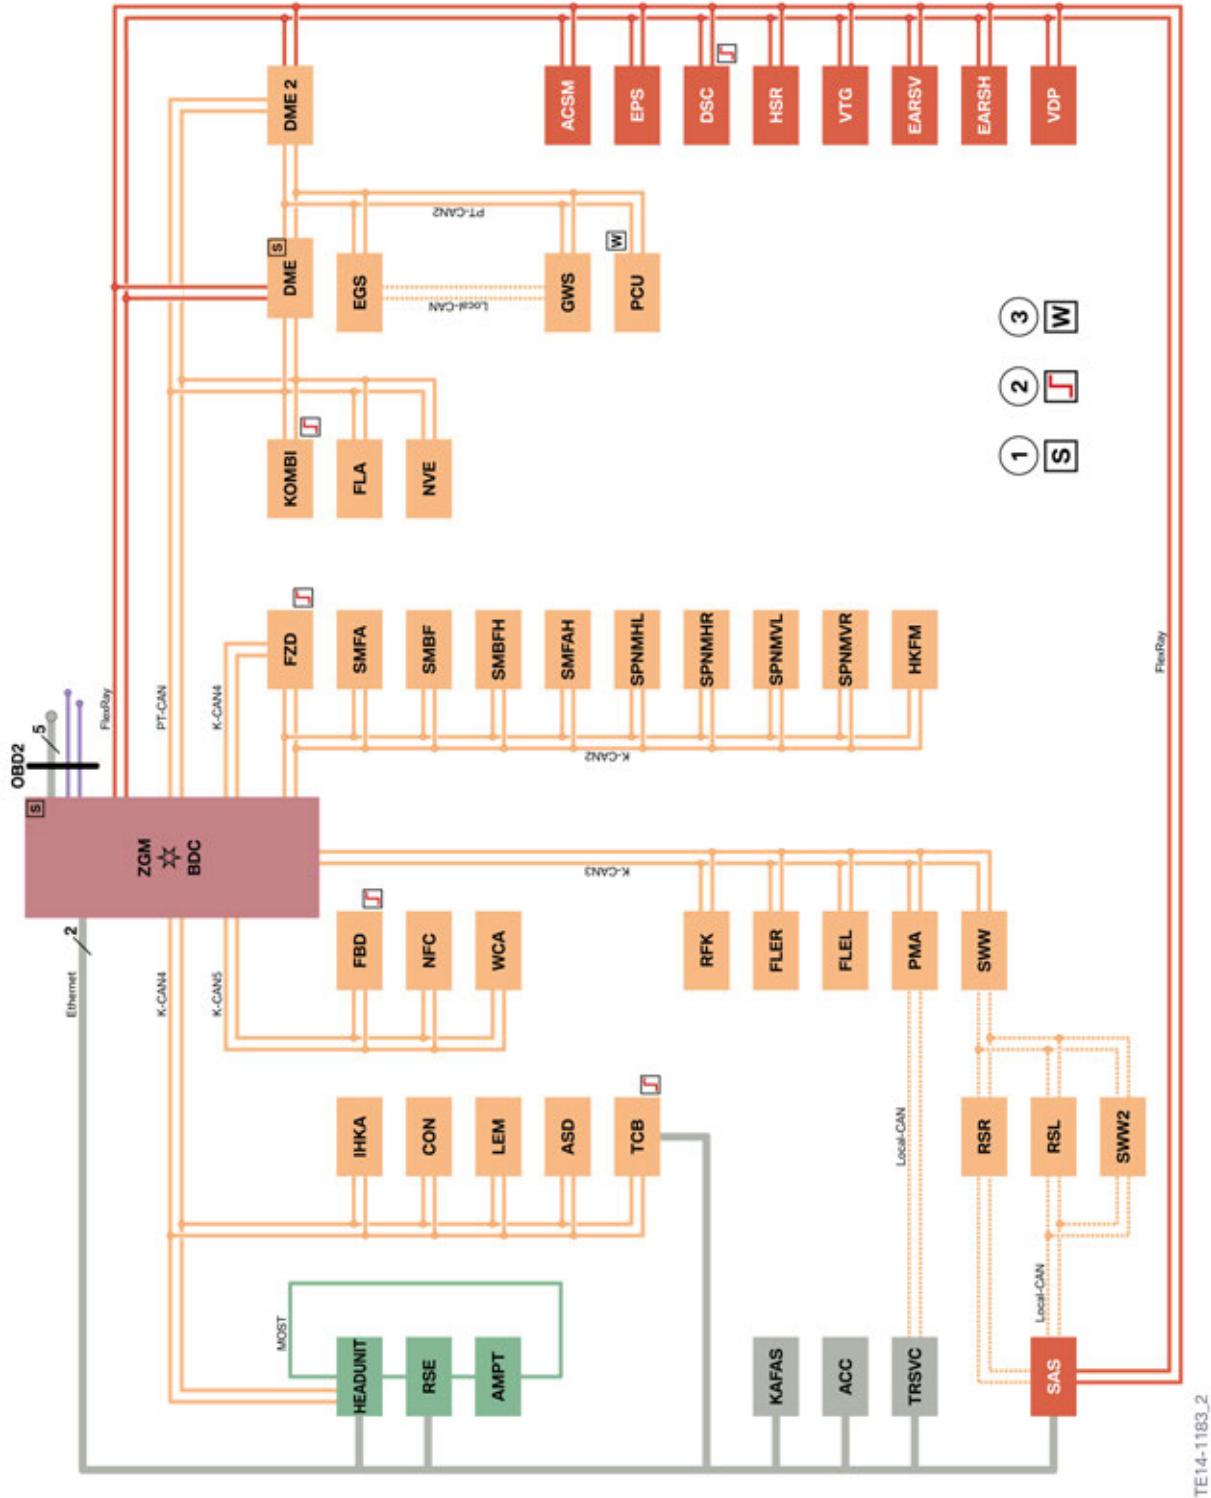 HEADUNIT
RSE
AMPT
MOST
KAFAS
ACC
TRSVC
SAS
IHKA
CON
LEM
ASD
TCB
Local-CAN
RSR
RSL
SWW2
Local-CAN
Ethernet
2
K-CAN4
K-CAN5
FBD
NFC
WCA
RFK
FLER
FLEL
PMA
SWW
ZGM
BDC
S
K-CAN3
OBD2
5
FlexRay
PT-CAN
K-CAN4
K-CAN2
FZD
SMFA
SMBF
SMBFH
SMFAH
SPNMHL
SPNMHR
SPNMVL
SPNMVR
HKFM
FlexRay
KOMBI
FLA
NVE
1
2
3
S
W
DME
S
EGS
GWS
PCU
W
Local-CAN
PT-CAN2
DME 2
ACSM
EPS
DSC
HSR
VTG
EARSV
EARSH
VDP
TE14-1183_2